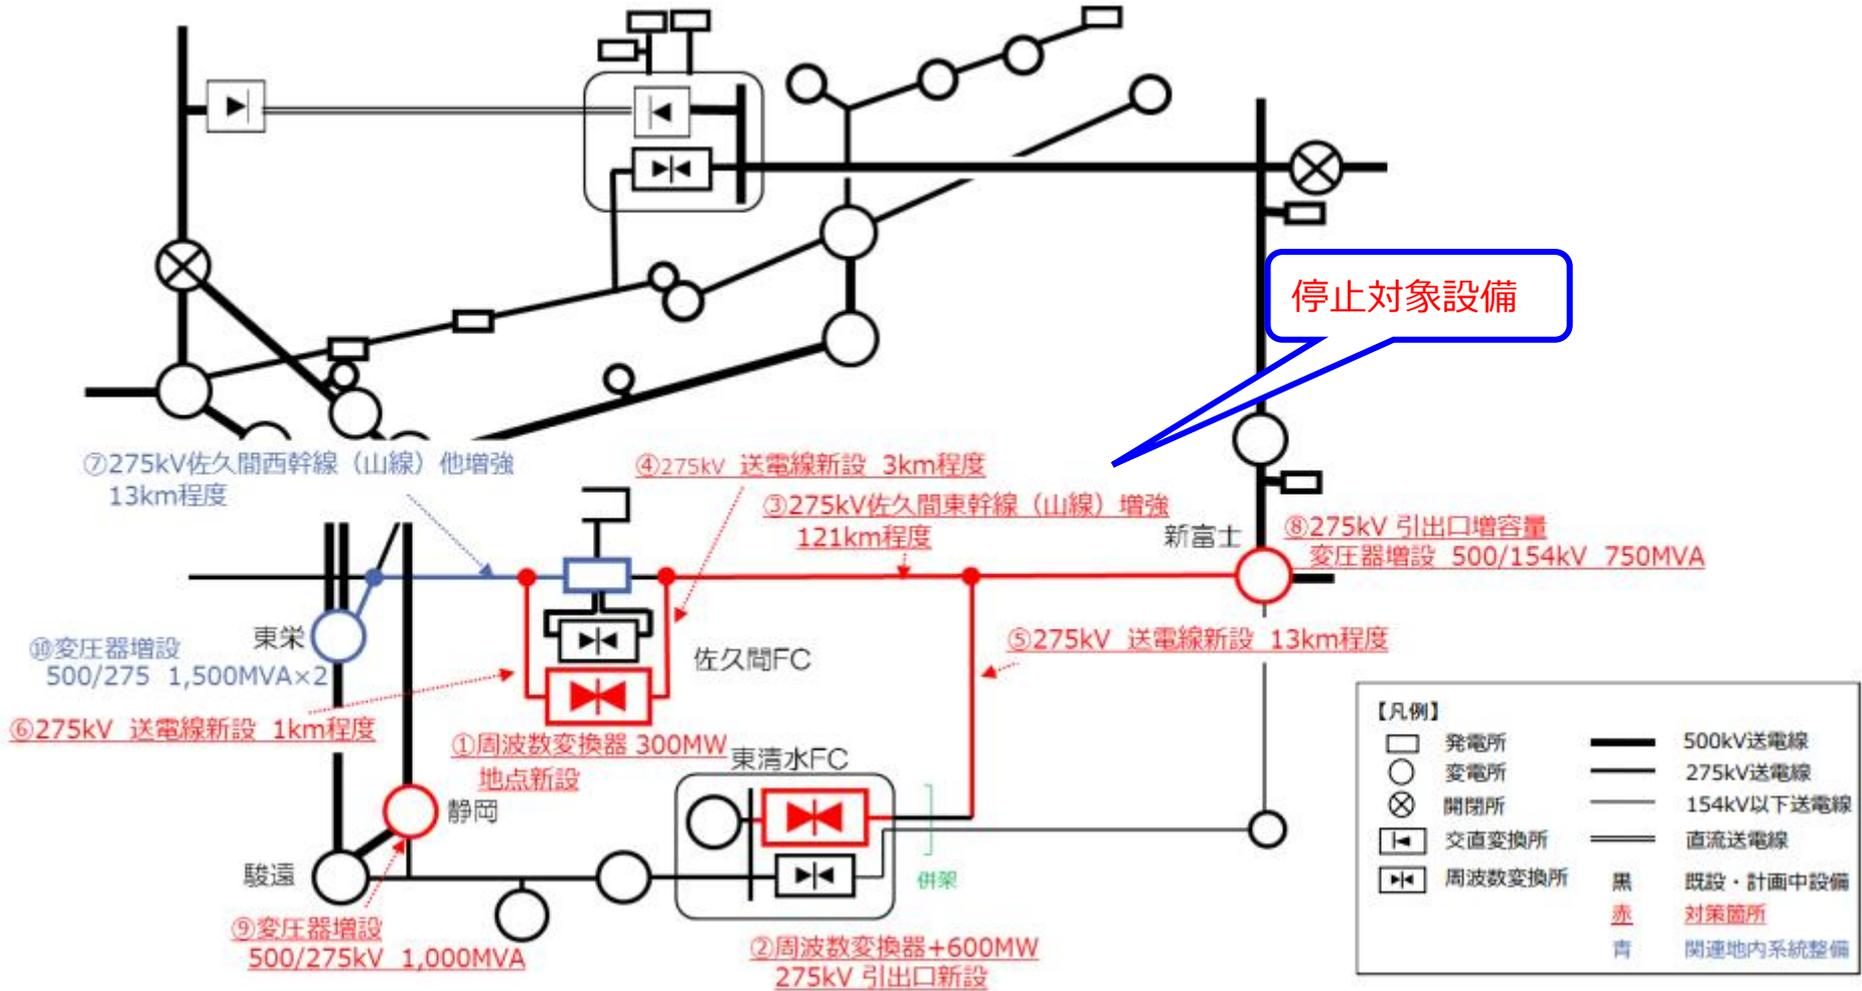 停止対象設備
⑦275kV佐久間西幹線（山線）他増強
13km程度
④275kV 送電線新設 3km程度
③275kV佐久間東幹線（山線）増強
121km程度
新富士
⑧275kV 引出口増容量
変圧器増設 500/154kV 750MVA
東栄
⑩変圧器増設
500/275 1,500MVA×2
佐久間FC
⑤275kV 送電線新設 13km程度
⑥275kV 送電線新設 1km程度
①周波数変換器 300MW
地点新設
東清水FC
静岡
駿遠
併架
⑨変圧器増設
500/275kV 1,000MVA
②周波数変換器+600MW
275kV 引出口新設
【凡例】
発電所
500kV送電線
変電所
275kV送電線
開閉所
154kV以下送電線
交直変換所
直流送電線
周波数変換所
黒 既設・計画中設備
赤 対策箇所
青 関連地内系統整備